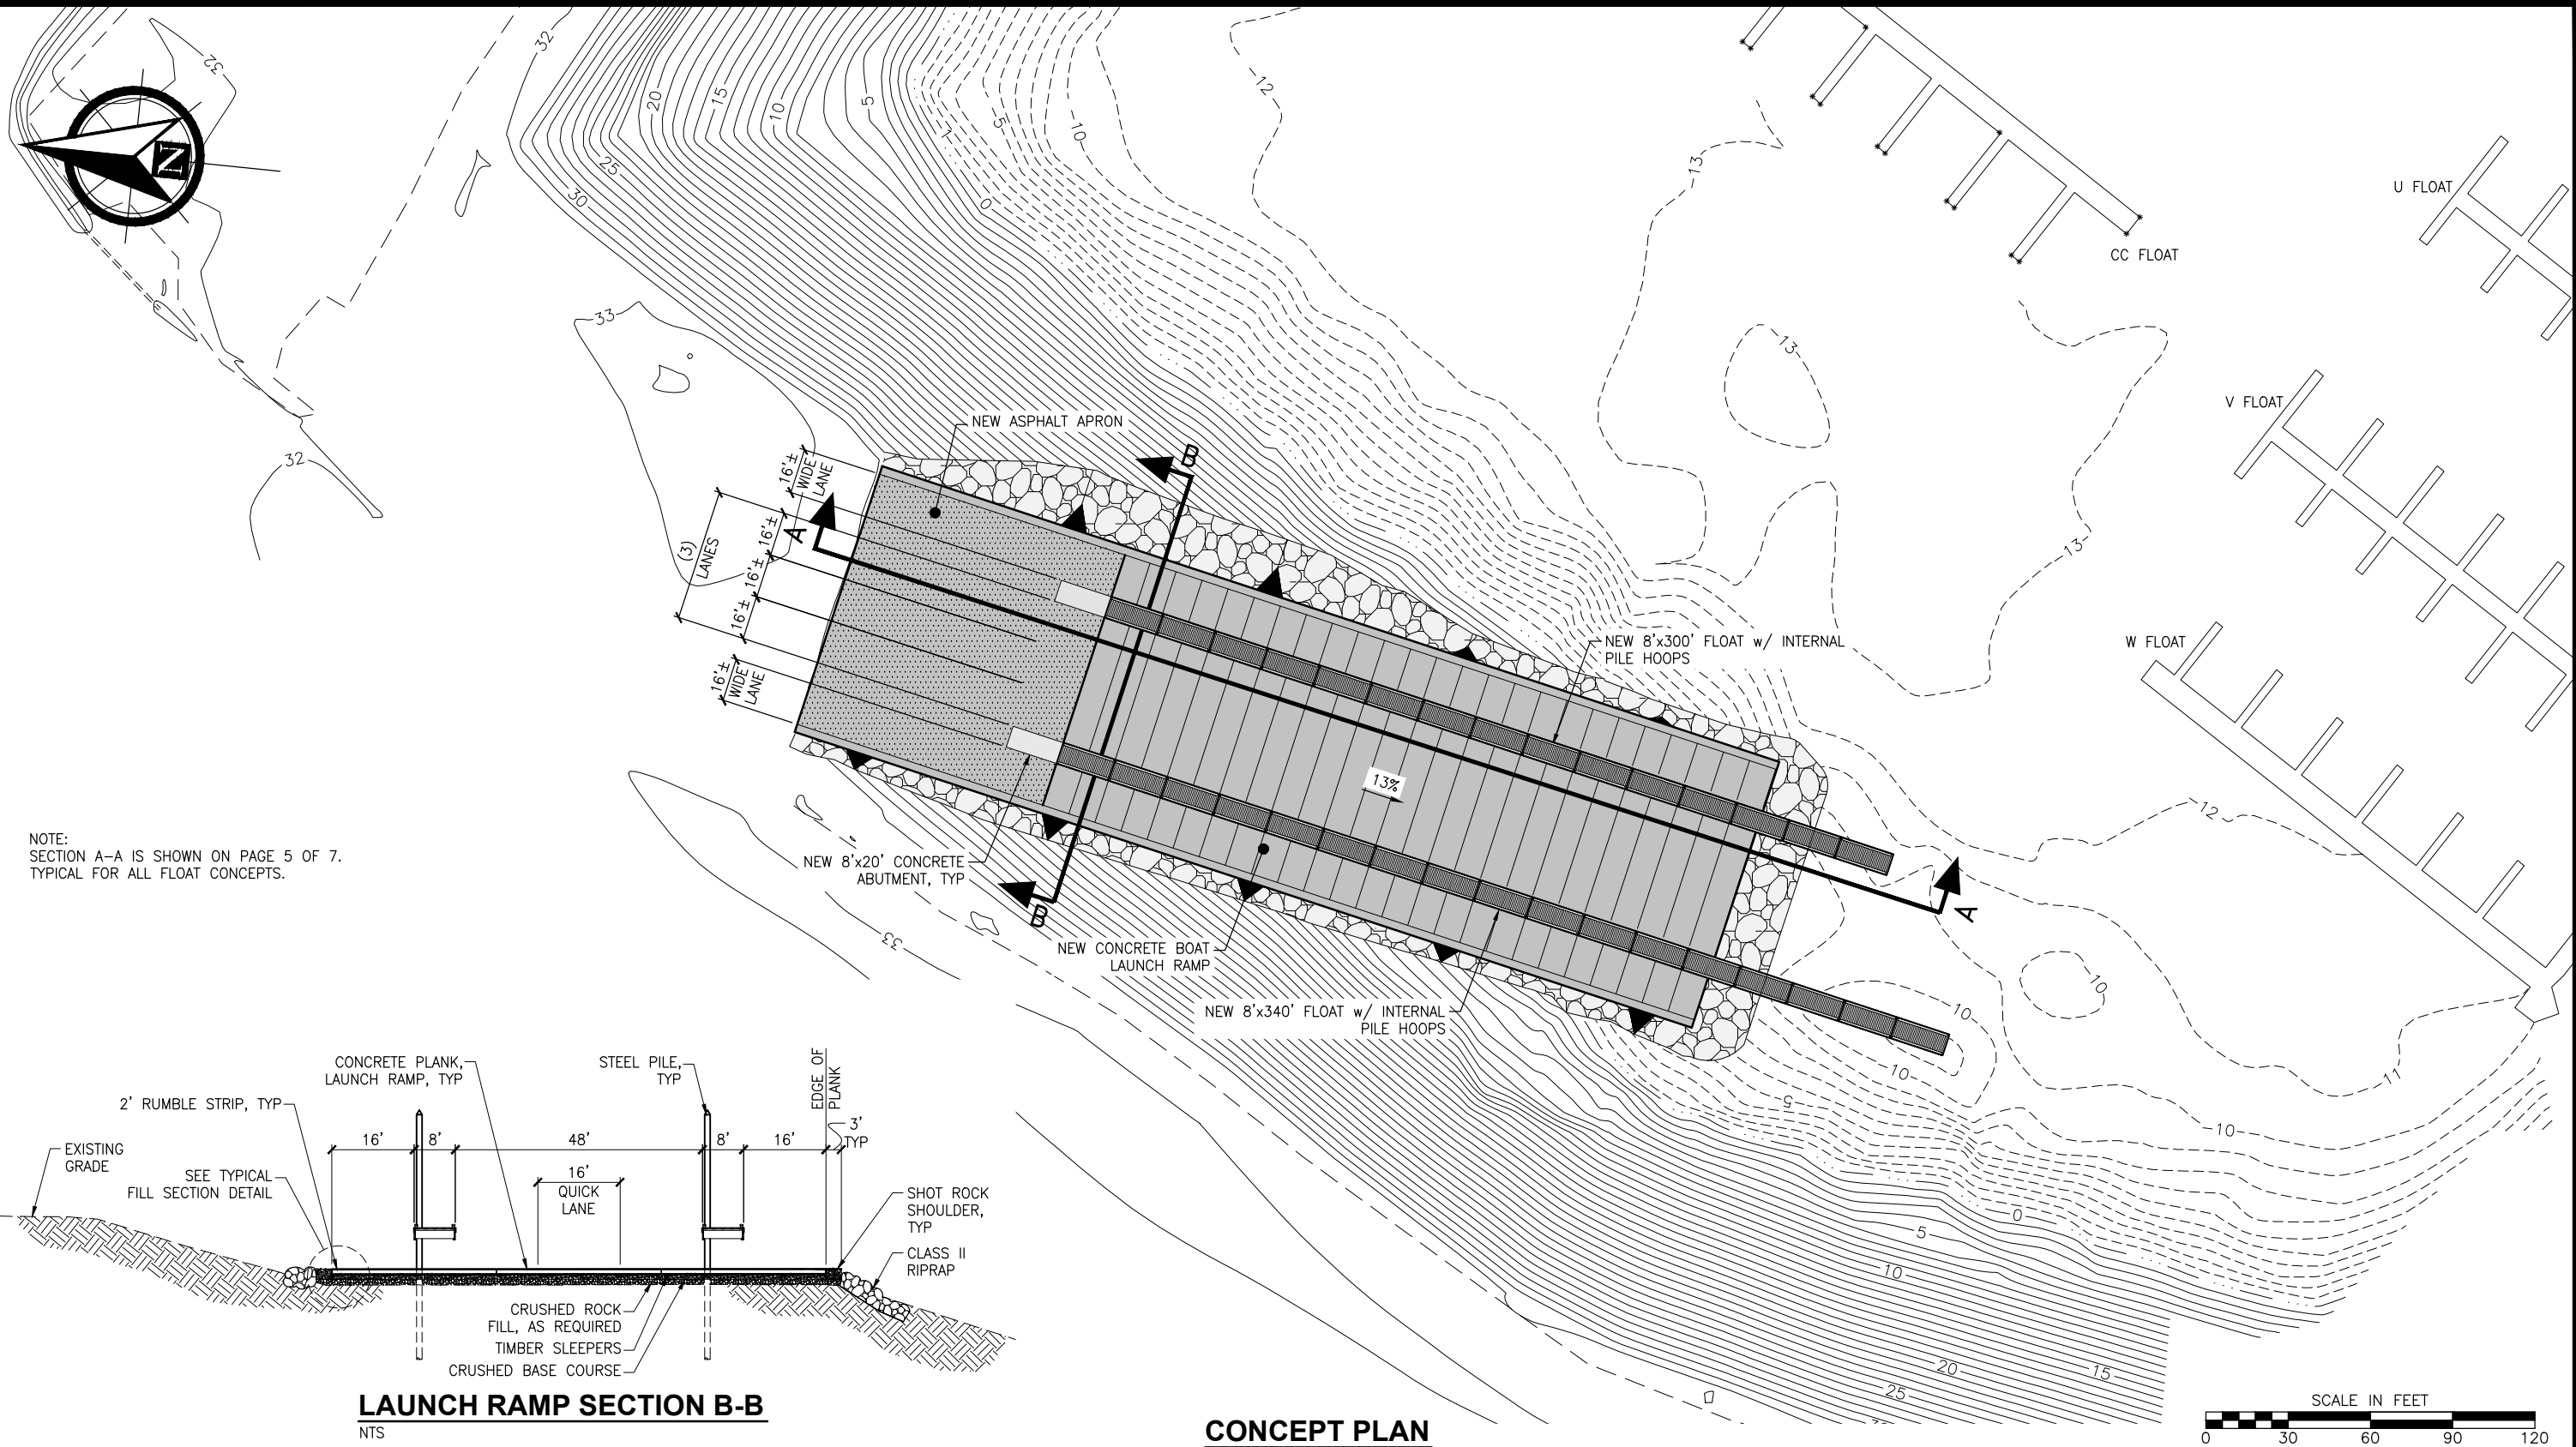 32
32
32
20
15
10
5
1
5
10
12
25
30
0
13
13
13
33
N
U FLOAT
CC FLOAT
V FLOAT
W FLOAT
32
NEW ASPHALT APRON
B
16'±
WIDE
LANE
(3)
LANES
16'±
16'±
16'±
A
16'±
WIDE
LANE
NEW 8'x300' FLOAT w/ INTERNAL
PILE HOOPS
13%
12
NOTE:
SECTION A-A IS SHOWN ON PAGE 5 OF 7.
TYPICAL FOR ALL FLOAT CONCEPTS.
NEW 8'x20' CONCRETE
ABUTMENT, TYP
B
A
33
NEW CONCRETE BOAT
LAUNCH RAMP
NEW 8'x340' FLOAT w/ INTERNAL
PILE HOOPS
10
10
10
5
11
10
0
5
10
15
20
25
CONCRETE PLANK,
LAUNCH RAMP, TYP
STEEL PILE,
TYP
EDGE OF
PLANK
2' RUMBLE STRIP, TYP
3'
TYP
16'
8'
48'
8'
16'
EXISTING
GRADE
SEE TYPICAL
FILL SECTION DETAIL
16'
QUICK
LANE
SHOT ROCK
SHOULDER,
TYP
CLASS II
RIPRAP
CRUSHED ROCK
FILL, AS REQUIRED
TIMBER SLEEPERS
CRUSHED BASE COURSE
LAUNCH RAMP SECTION B-B
NTS
CONCEPT PLAN
SCALE IN FEET
0 30 60 90 120